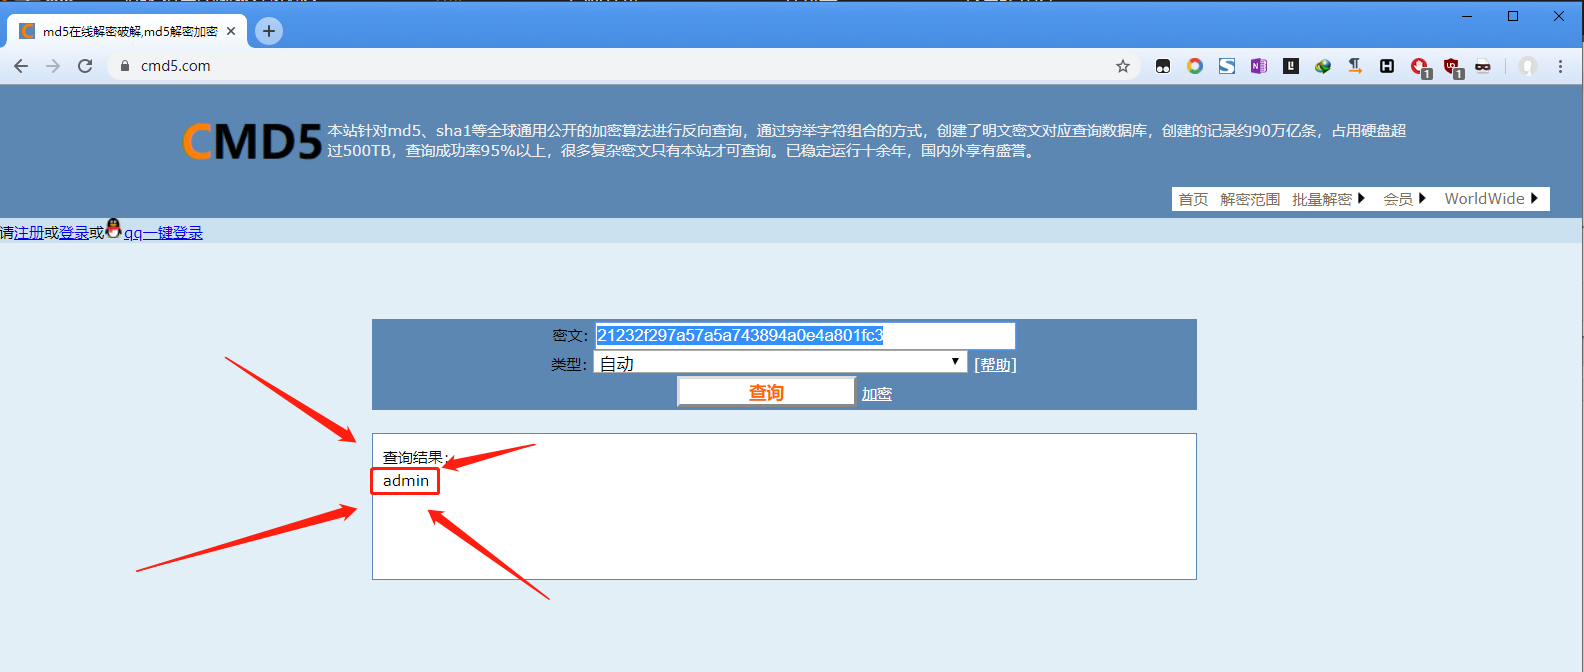 md5在线解密破解,md5解密加密
cmd5.com
1 1
CMD5
本站针对md5、sha1等全球通用公开的加密算法进行反向查询，通过穷举字符组合的方式，创建了明文密文对应查询数据库，创建的记录约90万亿条，占用硬盘超
过500TB，查询成功率95%以上，很多复杂密文只有本站才可查询。已稳定运行十余年，国内外享有盛誉。
首页 解密范围 批量解密 会员 WorldWide
请注册或登录或qq一键登录
密文： 21232f297a57a5a743894a0e4a801fc3
类型： 自动 [帮助]
查询 加密
查询结果：
admin